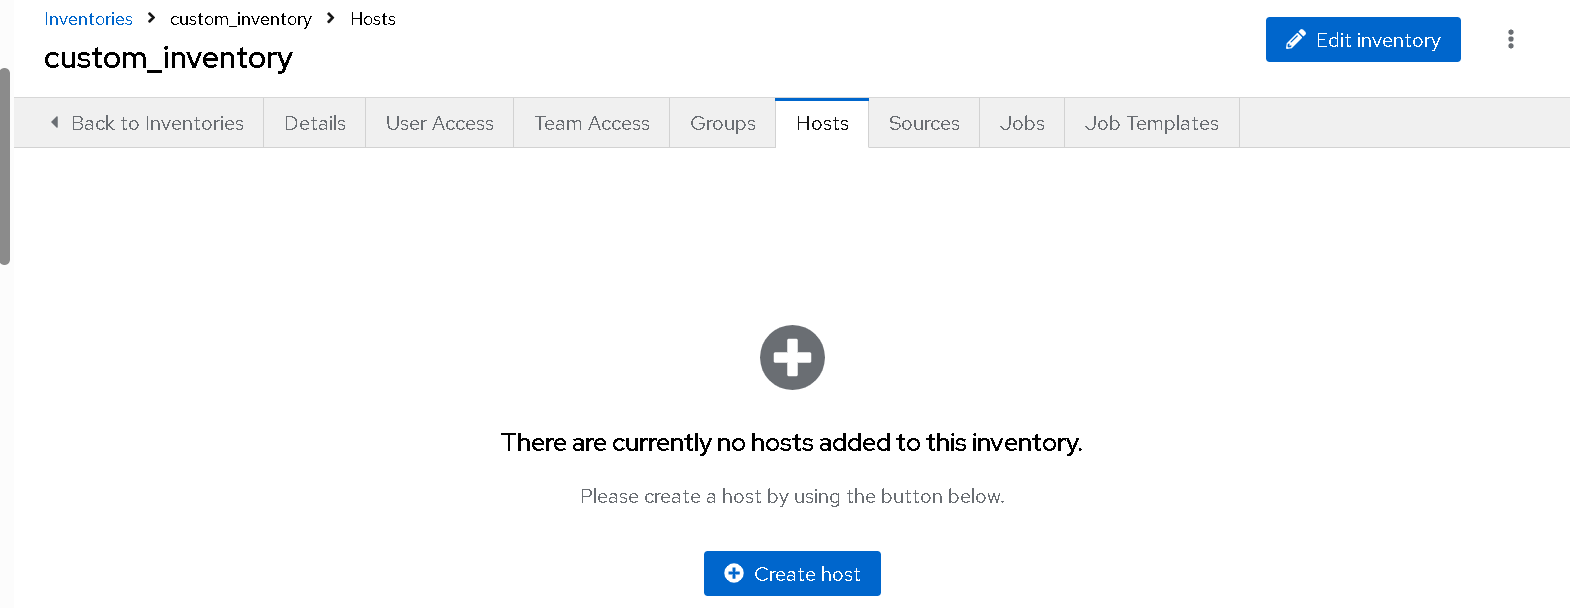 Inventories > custom_inventory > Hosts
custom_inventory
Edit inventory
Back to Inventories Details User Access Team Access Groups Hosts Sources Jobs Job Templates
There are currently no hosts added to this inventory.
Please create a host by using the button below.
Create host